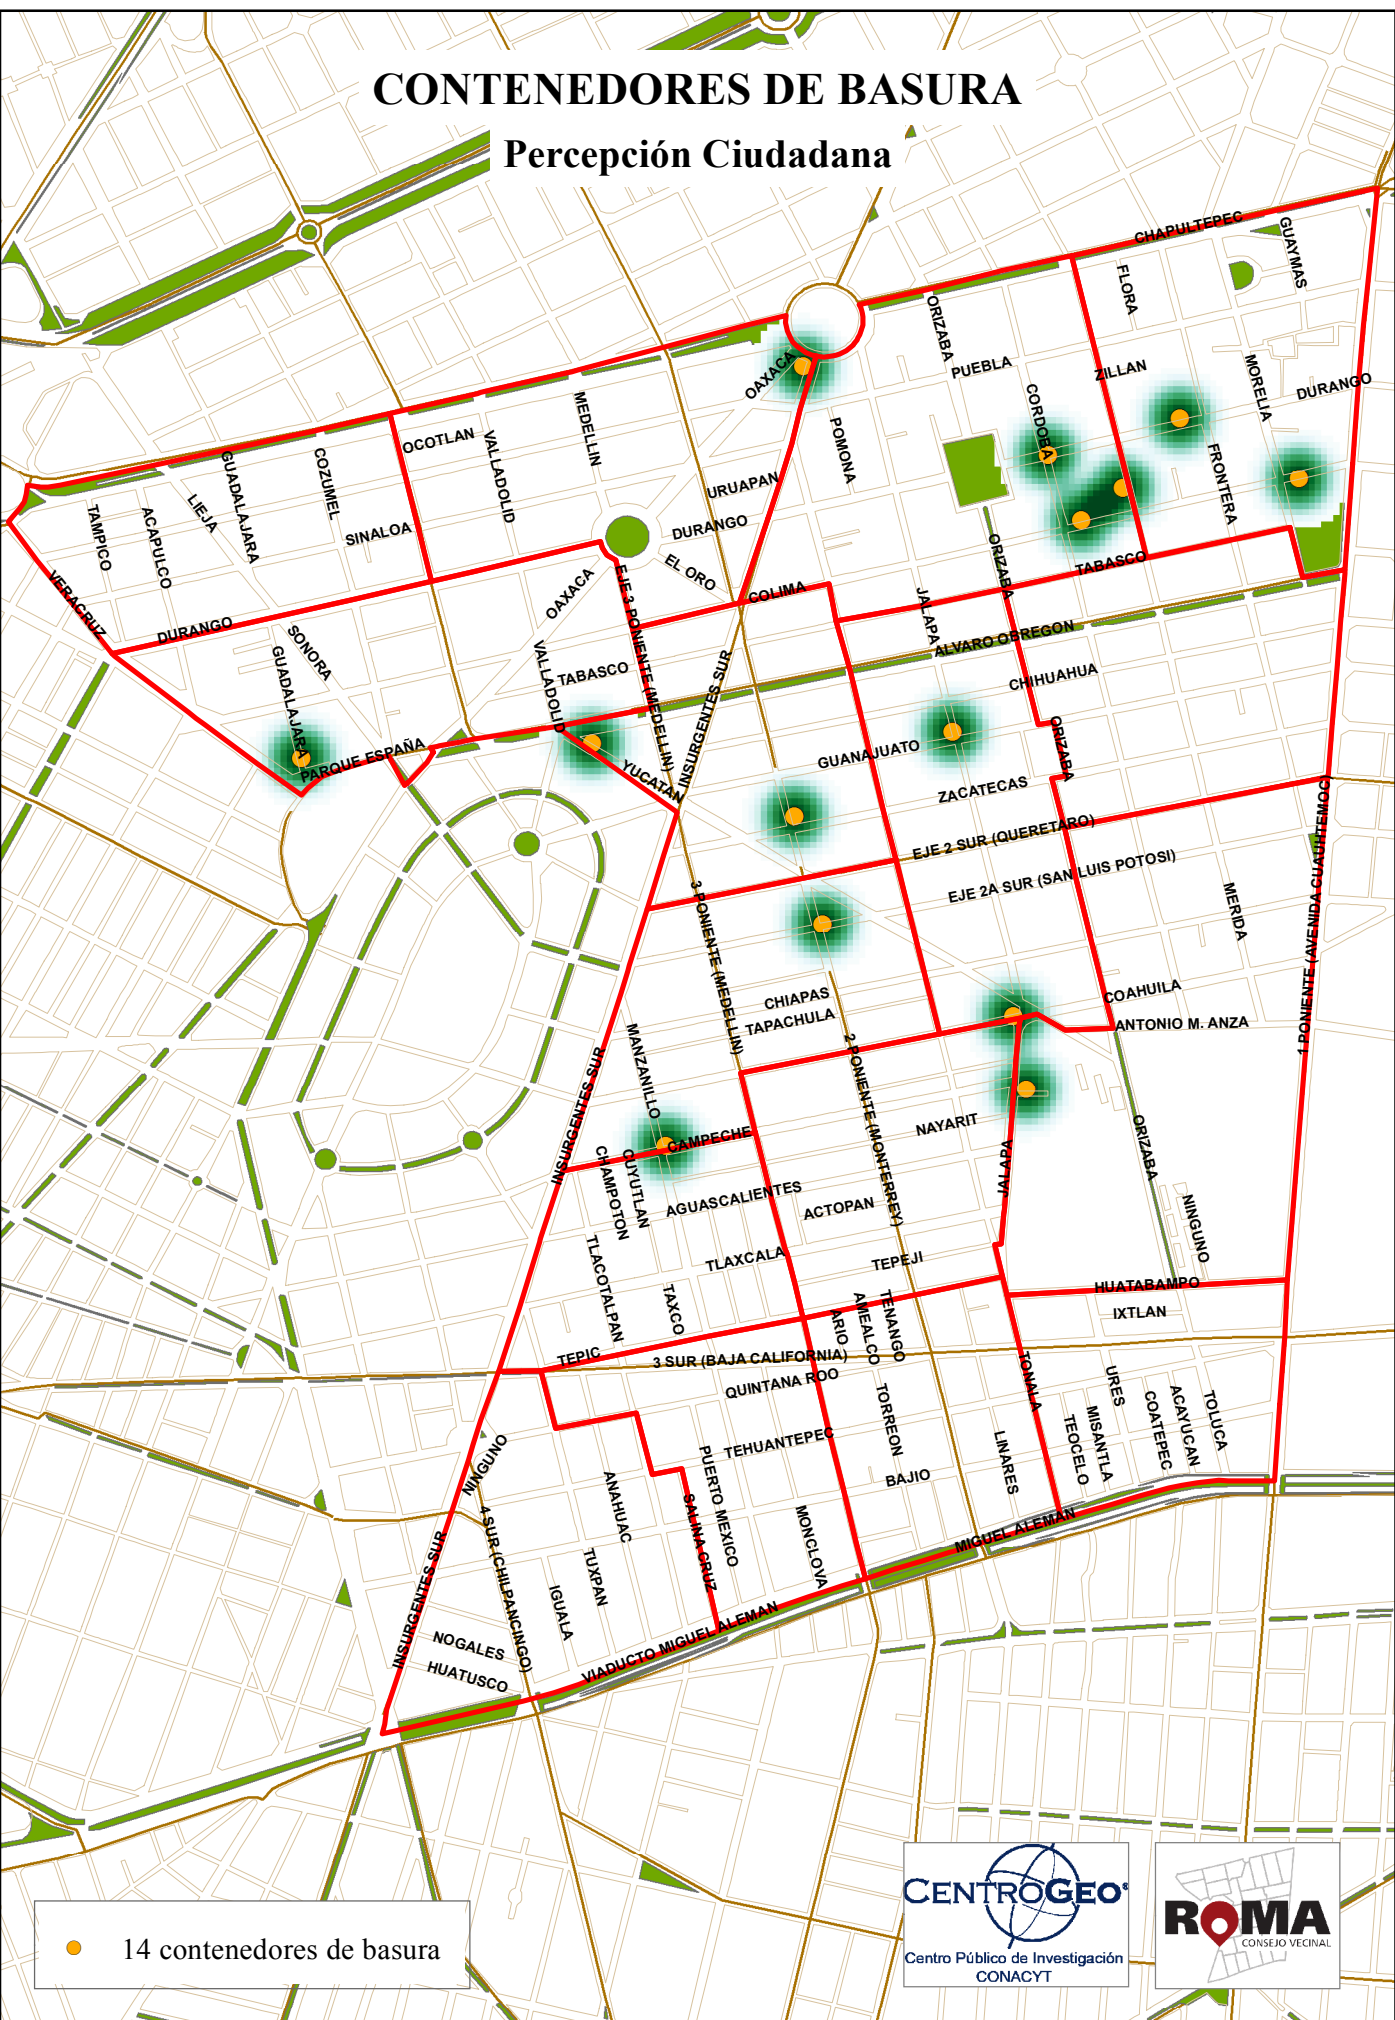 CONTENEDORES DE BASURA
Percepción Ciudadana
CHAPULTEPEC
GUAYMAS
FLORA
ORIZABA
PUEBLA
ZILLAN
MORELIA
DURANGO
OAXACA
CORDOBA
MEDELLIN
OCOTLAN
VALLADOLID
POMONA
FRONTERA
COZUMEL
GUADALAJARA
LIEJA
ACAPULCO
TAMPICO
SINALOA
URUAPAN
DURANGO
EL ORO
ORIZABA
TABASCO
VERACRUZ
OAXACA
EJE 3 PONIENTE (MEDELLIN)
COLIMA
JALAPA
ALVARO OBREGON
DURANGO
SONORA
GUADALAJARA
VALLADOLID
TABASCO
INSURGENTES SUR
CHIHUAHUA
ORIZABA
PARQUE ESPAÑA
YUCATAN
GUANAJUATO
ZACATECAS
EJE 2 SUR (QUERETARO)
EJE 2A SUR (SAN LUIS POTOSI)
1 PONIENTE (AVENIDA CUAUHTEMOC)
MERIDA
3 PONIENTE (MEDELLIN)
CHIAPAS
TAPACHULA
COAHUILA
ANTONIO M. ANZA
2 PONIENTE (MONTERREY)
MANZANILLO
INSURGENTES SUR
CAMPECHE
NAYARIT
JALAPA
ORIZABA
CUYUTLAN
CHAMPOTON
AGUASCALIENTES
ACTOPAN
NINGUNO
TLACOTALPAN
TLAXCALA
TEPEJI
HUATABAMPO
IXTLAN
TAXCO
ARIO
AMEALCO
TENANGO
TEPIC
3 SUR (BAJA CALIFORNIA)
QUINTANA ROO
TONALA
URES
TORREON
TEHUANTEPEC
LINARES
TEOCELO
MISANTLA
COATEPEC
ACAYUCAN
TOLUCA
BAJIO
NINGUNO
ANAHUAC
PUERTO MEXICO
SALINA CRUZ
MONCLOVA
MIGUEL ALEMAN
4 SUR (CHILPANCINGO)
TUXPAN
IGUALA
INSURGENTES SUR
NOGALES
HUATUSCO
VIADUCTO MIGUEL ALEMAN
14 contenedores de basura
CENTROGEO®
Centro Público de Investigación
CONACYT
ROMA
CONSEJO VECINAL